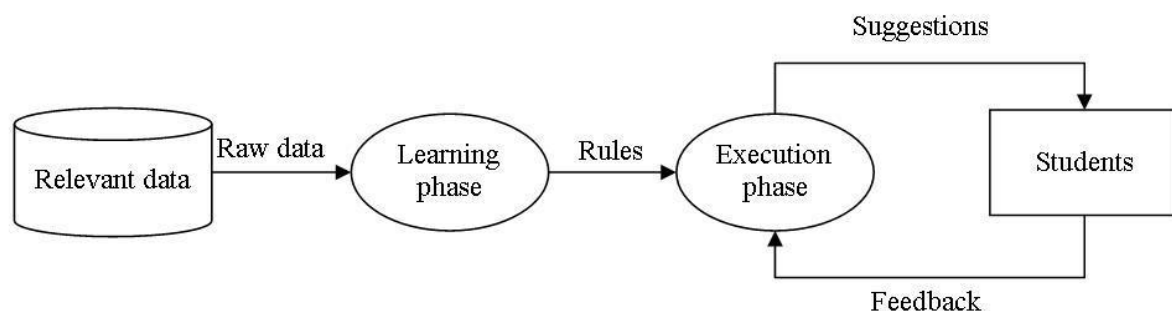 Suggestions
Relevant data
Raw data
Learning
phase
Rules
Execution
phase
Students
Feedback